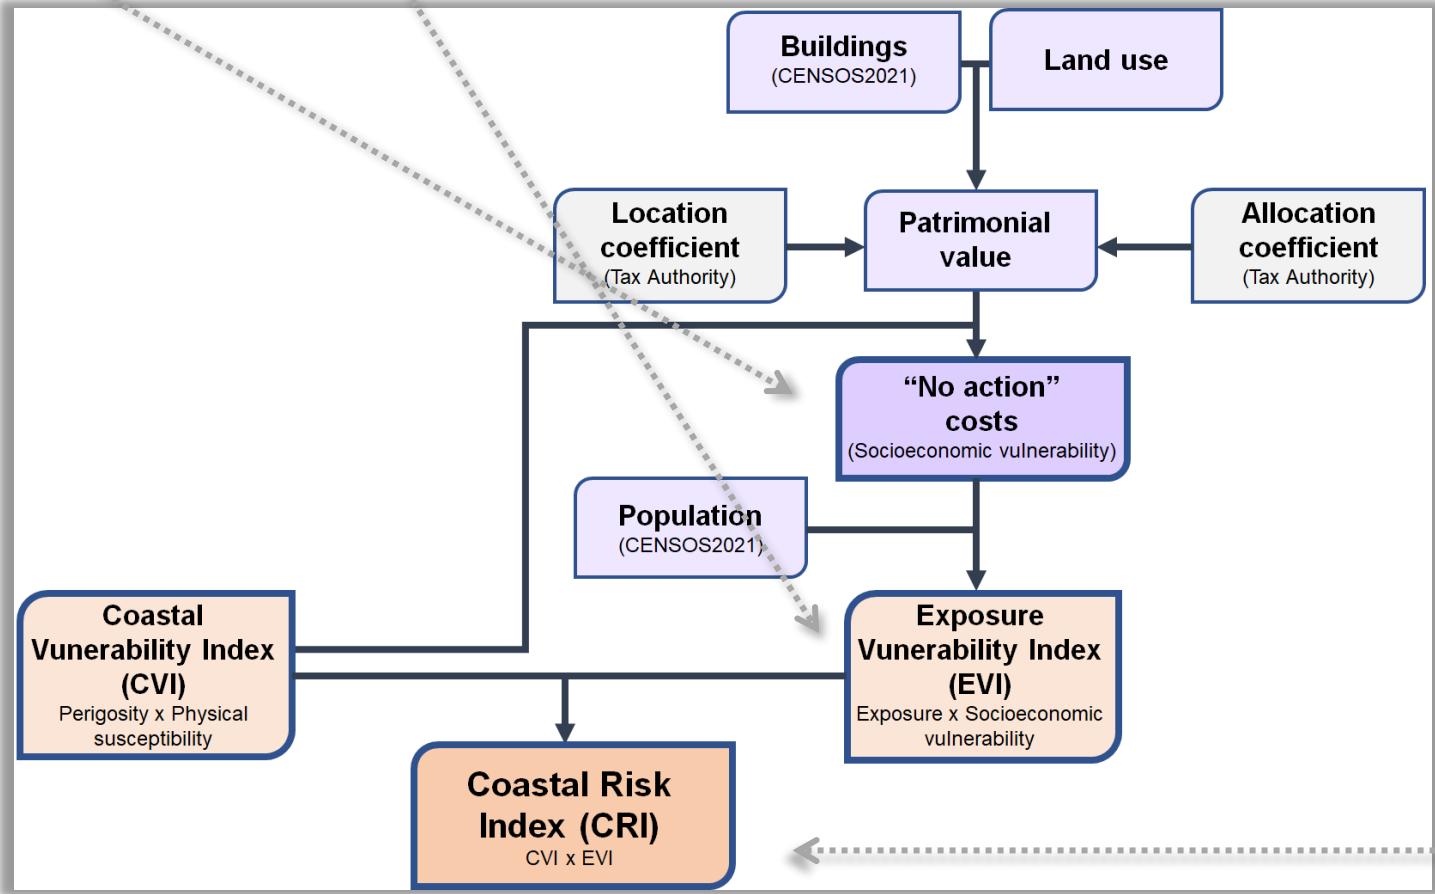 Buildings
(CENSOS2021)
Land use
Location
coefficient
(Tax Authority)
Patrimonial
value
Allocation
coefficient
(Tax Authority)
“No action”
costs
(Socioeconomic vulnerability)
Population
(CENSOS2021)
Coastal
Vunerability Index
(CVI)
Perigosity x Physical
susceptibility
Exposure
Vunerability Index
(EVI)
Exposure x Socioeconomic
vulnerability
Coastal Risk
Index (CRI)
CVI x EVI